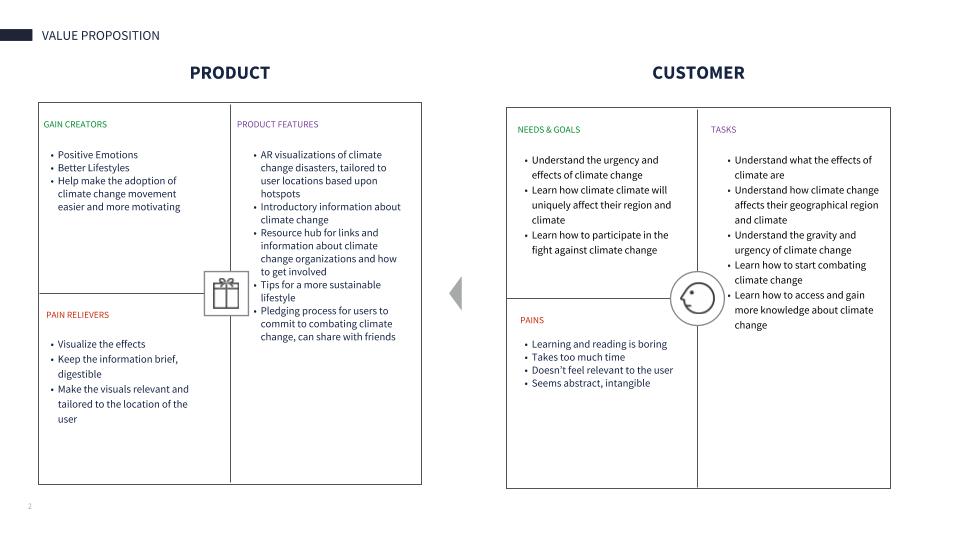 VALUE PROPOSITION
PRODUCT
GAIN CREATORS
• Positive Emotions
• Better Lifestyles
• Help make the adoption of
climate change movement
easier and more motivating
PRODUCT FEATURES
• AR visualizations of climate
change disasters, tailored to
user locations based upon
hotspots
• Introductory information about
climate change
• Resource hub for links and
information about climate
change organizations and how
to get involved
• Tips for a more sustainable
lifestyle
• Pledging process for users to
commit to combating climate
change, can share with friends
PAIN RELIEVERS
• Visualize the effects
• Keep the information brief,
digestible
• Make the visuals relevant and
tailored to the location of the
user
CUSTOMER
NEEDS & GOALS
• Understand the urgency and
effects of climate change
• Learn how climate climate will
uniquely affect their region and
climate
• Learn how to participate in the
fight against climate change
TASKS
• Understand what the effects of
climate are
• Understand how climate change
affects their geographical region
and climate
• Understand the gravity and
urgency of climate change
• Learn how to start combating
climate change
• Learn how to access and gain
more knowledge about climate
change
PAINS
• Learning and reading is boring
• Takes too much time
• Doesn't feel relevant to the user
• Seems abstract, intangible
2